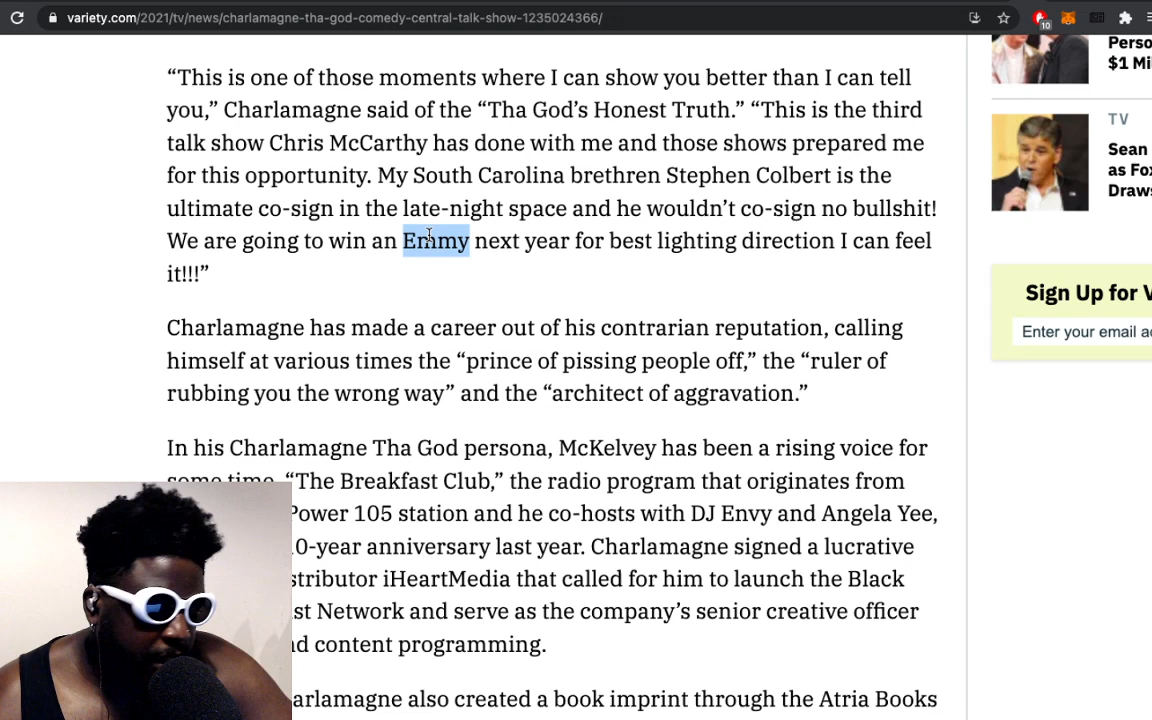 variety.com/2021/tv/news/charlamagne-tha-god-comedy-central-talk-show-1235024366/
10
“This is one of those moments where I can show you better than I can tell
you,” Charlamagne said of the “Tha God’s Honest Truth.” “This is the third
talk show Chris McCarthy has done with me and those shows prepared me
for this opportunity. My South Carolina brethren Stephen Colbert is the
ultimate co-sign in the late-night space and he wouldn’t co-sign no bullshit!
We are going to win an Emmy next year for best lighting direction I can feel
it!!!”
Charlamagne has made a career out of his contrarian reputation, calling
himself at various times the “prince of pissing people off,” the “ruler of
rubbing you the wrong way” and the “architect of aggravation.”
In his Charlamagne Tha God persona, McKelvey has been a rising voice for
some time. “The Breakfast Club,” the radio program that originates from
Power 105 station and he co-hosts with DJ Envy and Angela Yee,
0-year anniversary last year. Charlamagne signed a lucrative
stributor iHeartMedia that called for him to launch the Black
st Network and serve as the company’s senior creative officer
d content programming.
arlamagne also created a book imprint through the Atria Books
Perso
$1 Mi
TV
Sean
as Fox
Draws
Sign Up for V
Enter your email ad